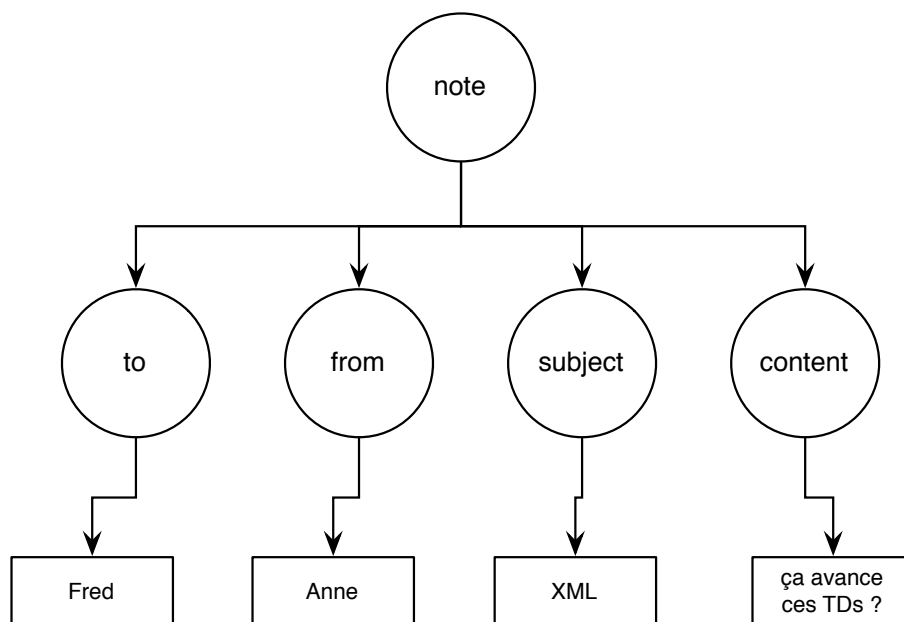 note
to
from
subject
content
Fred
Anne
XML
ça avance
ces TDs ?